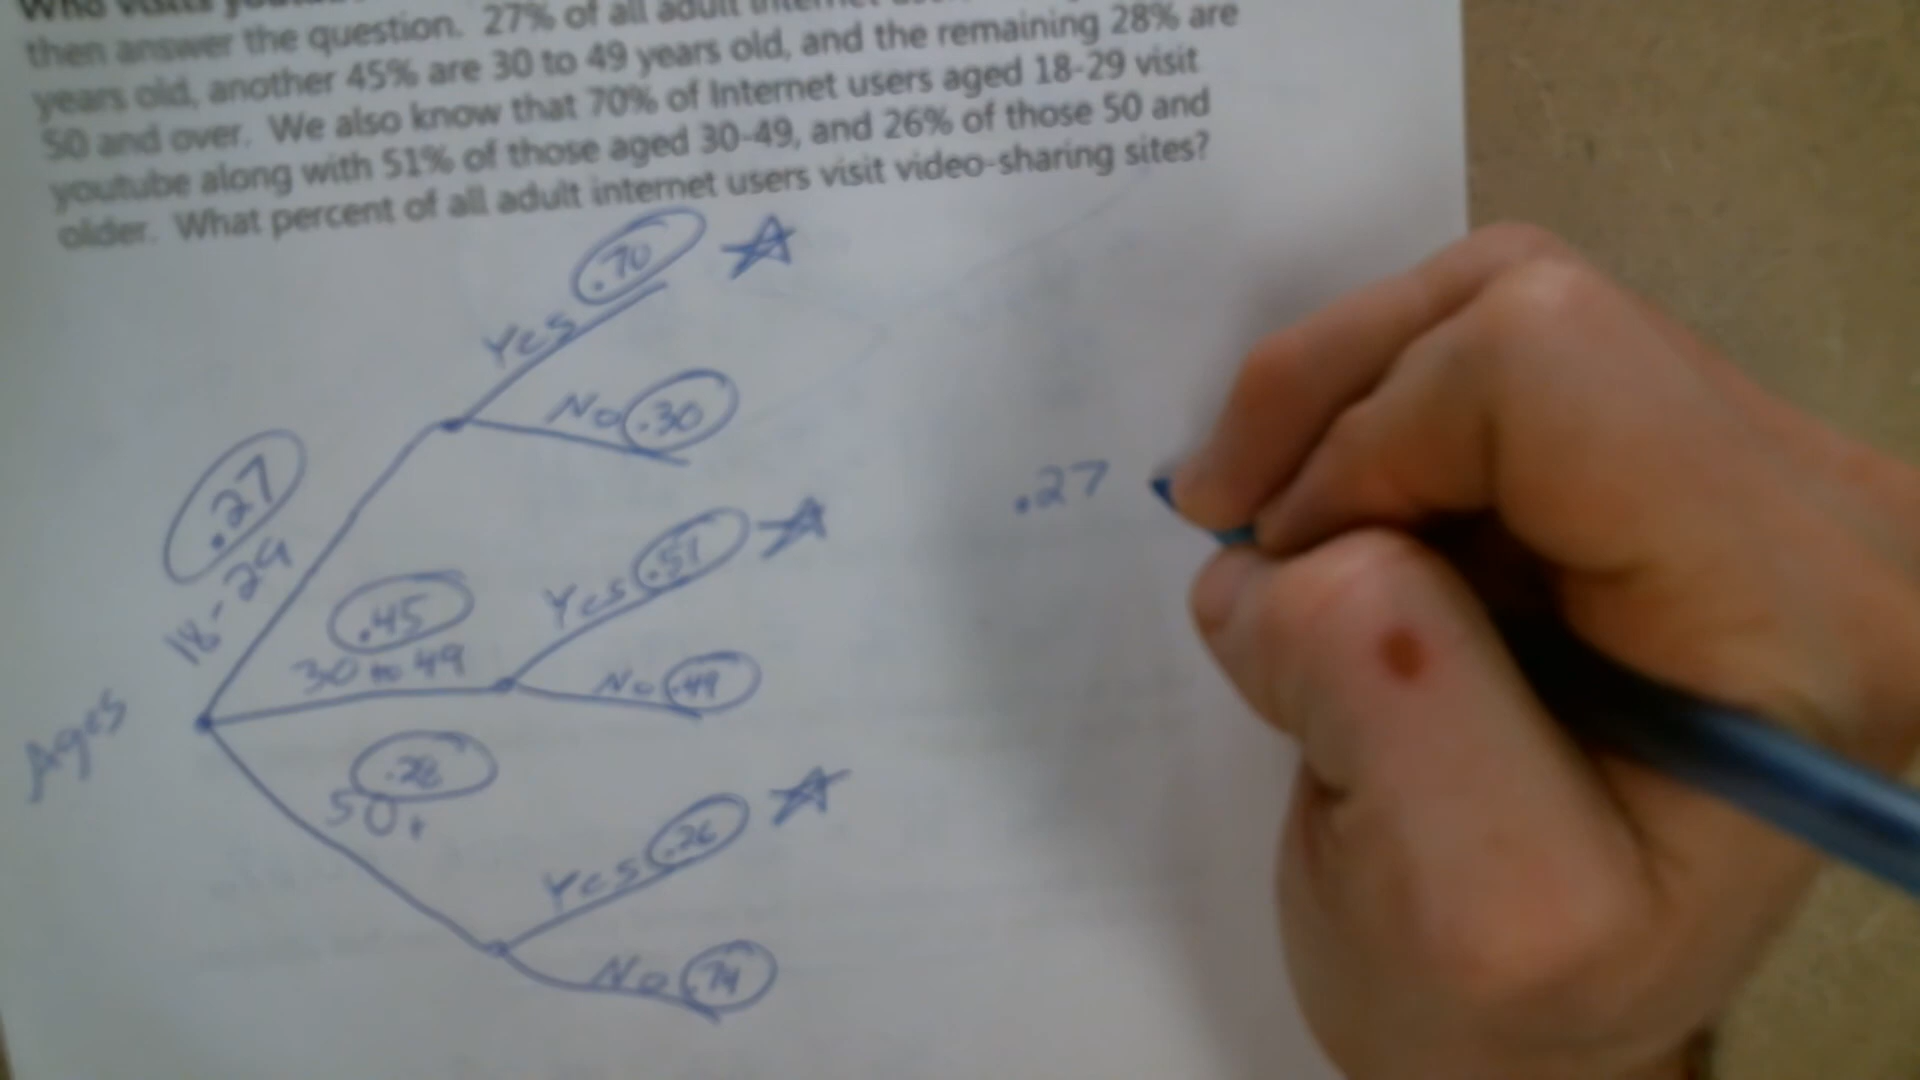 Who visits
then answer the question. 27% of all adult internet
years old, another 45% are 30 to 49 years old, and the remaining 28% are
50 and over. We also know that 70% of Internet users aged 18-29 visit
youtube along with 51% of those aged 30-49, and 26% of those 50 and
older. What percent of all adult internet users visit video-sharing sites?
Yes .70
No .30
.27
18-29
.27
Yes .51
.45
30 to 49
No .49
Ages
.28
50+
Yes .26
No .74